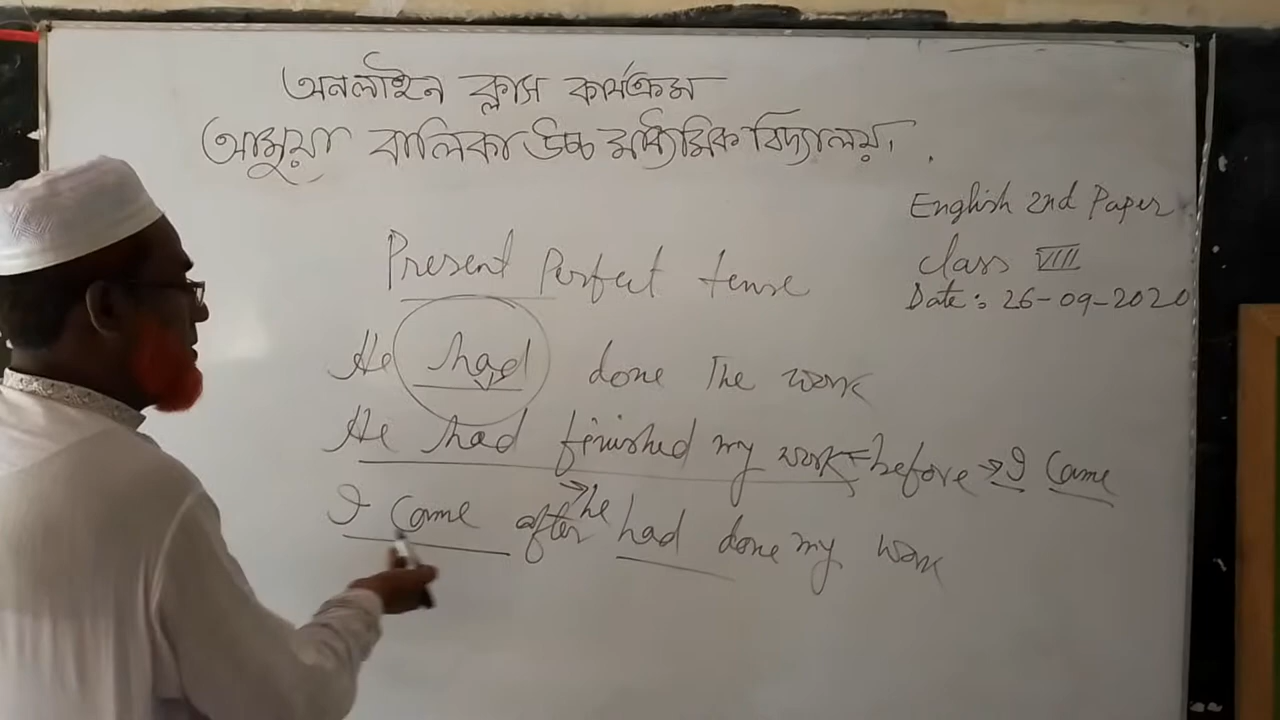 অনলাইন ক্লাস কার্যক্রম
আমুয়া বালিকা উচ্চ মাধ্যমিক বিদ্যালয়।
English 2nd Paper
Class VIII
Date: 26-09-2020
Present Perfect tense
He had done The work
He had finished my work before → I Came
I Came after → he had done my work